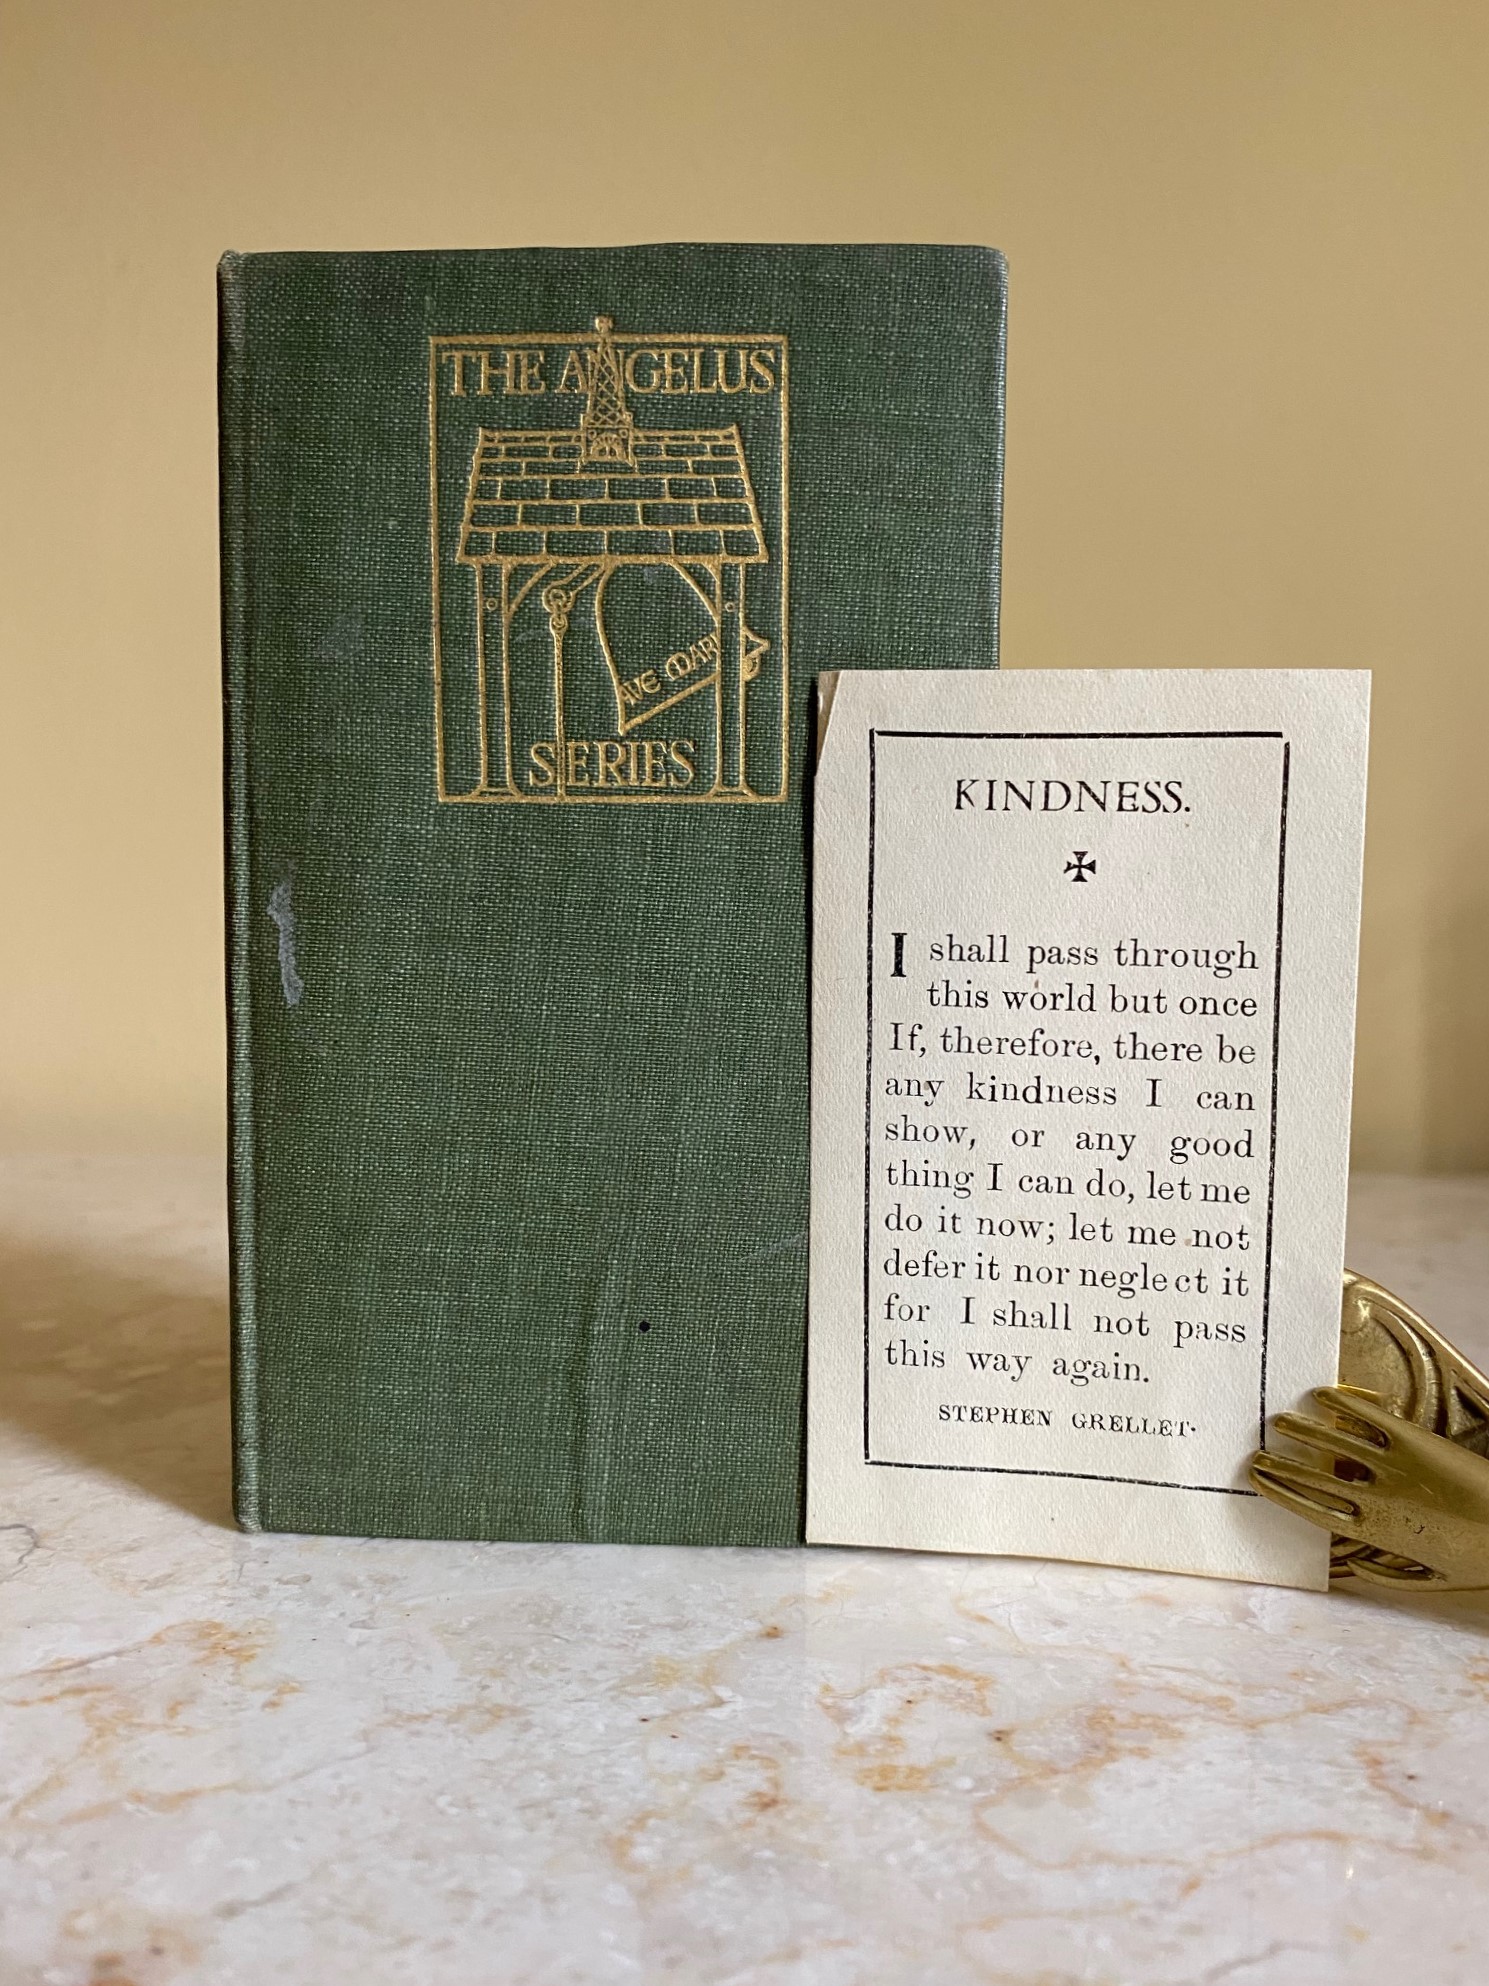 THE ANGELUS
AVE MARI
SERIES
KINDNESS.
I shall pass through
this world but once
If, therefore, there be
any kindness I can
show, or any good
thing I can do, let me
do it now; let me not
defer it nor neglect it
for I shall not pass
this way again.
STEPHEN GRELLET.